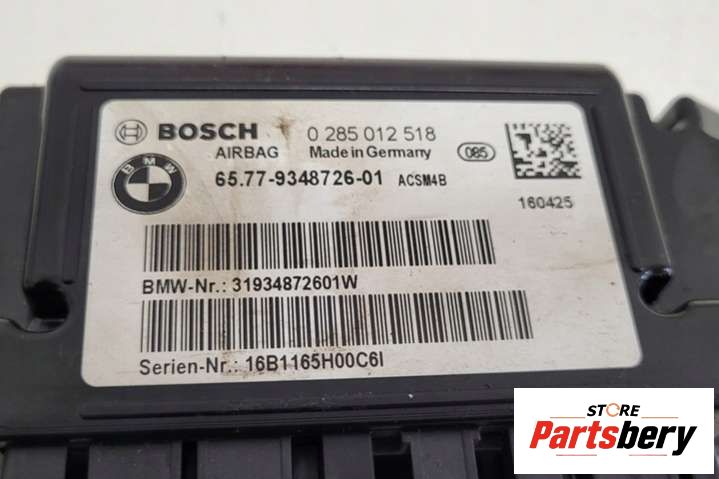 BOSCH 0 285 012 518
AIRBAG Made in Germany 085
BMW 65.77-9348726-01 ACSM4B
160425
BMW-Nr.: 31934872601W
Serien-Nr.: 16B1165H00C6I
STORE
Partsbery